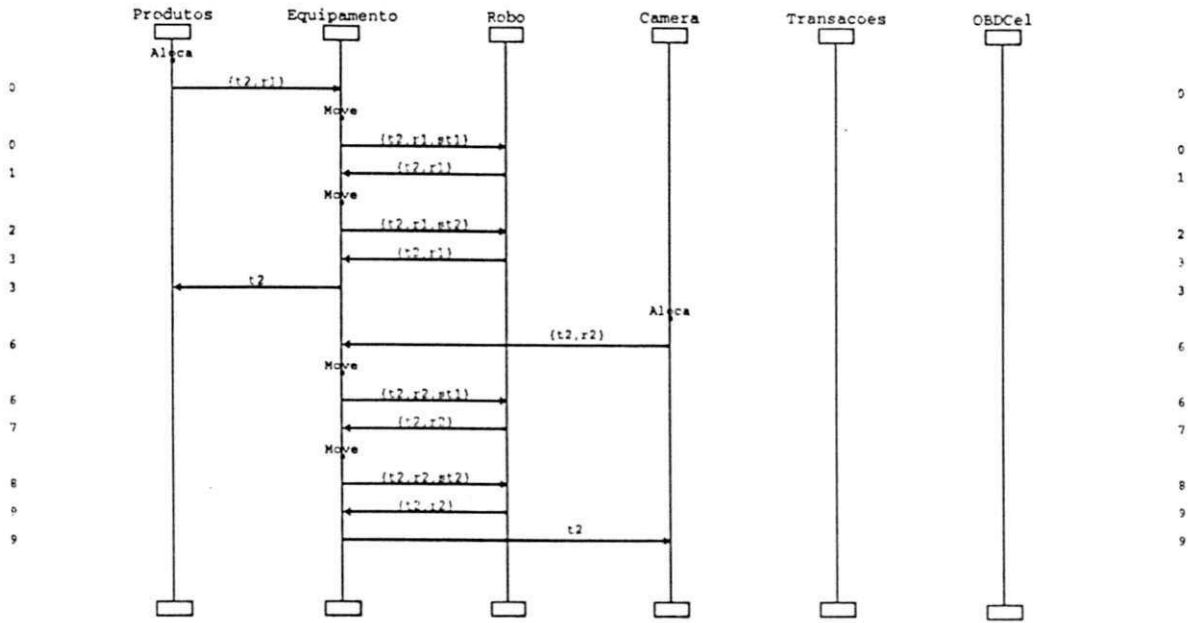 Produtos Equipamento Robo Camera Transacoes OBDCel
Aloca
0 {t2,r1} 0
Move
0 {t2,r1,st1} 0
1 {t2,r1} 1
Move
2 {t2,r1,st2} 2
3 {t2,r1} 3
3 t2 3
Aloca
6 {t2,r2} 6
Move
6 {t2,r2,st1} 6
7 {t2,r2} 7
Move
8 {t2,r2,st2} 8
9 {t2,r2} 9
9 t2 9